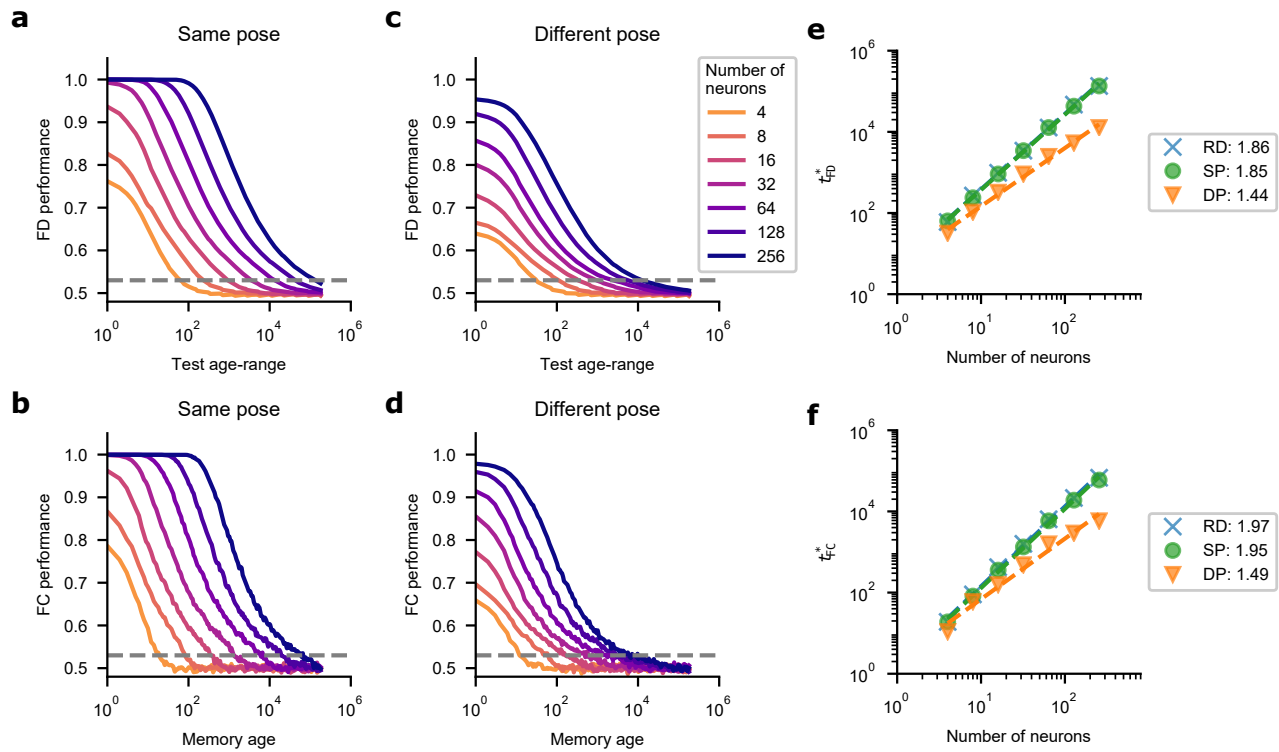 a
Same pose
FD performance
1.0
0.9
0.8
0.7
0.6
0.5
10^0
10^2
10^4
10^6
Test age-range
c
Different pose
FD performance
1.0
0.9
0.8
0.7
0.6
0.5
10^0
10^2
10^4
10^6
Test age-range
Number of
neurons
4
8
16
32
64
128
256
e
t*_FD
10^6
10^4
10^2
10^0
10^0
10^1
10^2
Number of neurons
RD: 1.86
SP: 1.85
DP: 1.44
b
Same pose
FC performance
1.0
0.9
0.8
0.7
0.6
0.5
10^0
10^2
10^4
10^6
Memory age
d
Different pose
FC performance
1.0
0.9
0.8
0.7
0.6
0.5
10^0
10^2
10^4
10^6
Memory age
f
t*_FC
10^6
10^4
10^2
10^0
10^0
10^1
10^2
Number of neurons
RD: 1.97
SP: 1.95
DP: 1.49